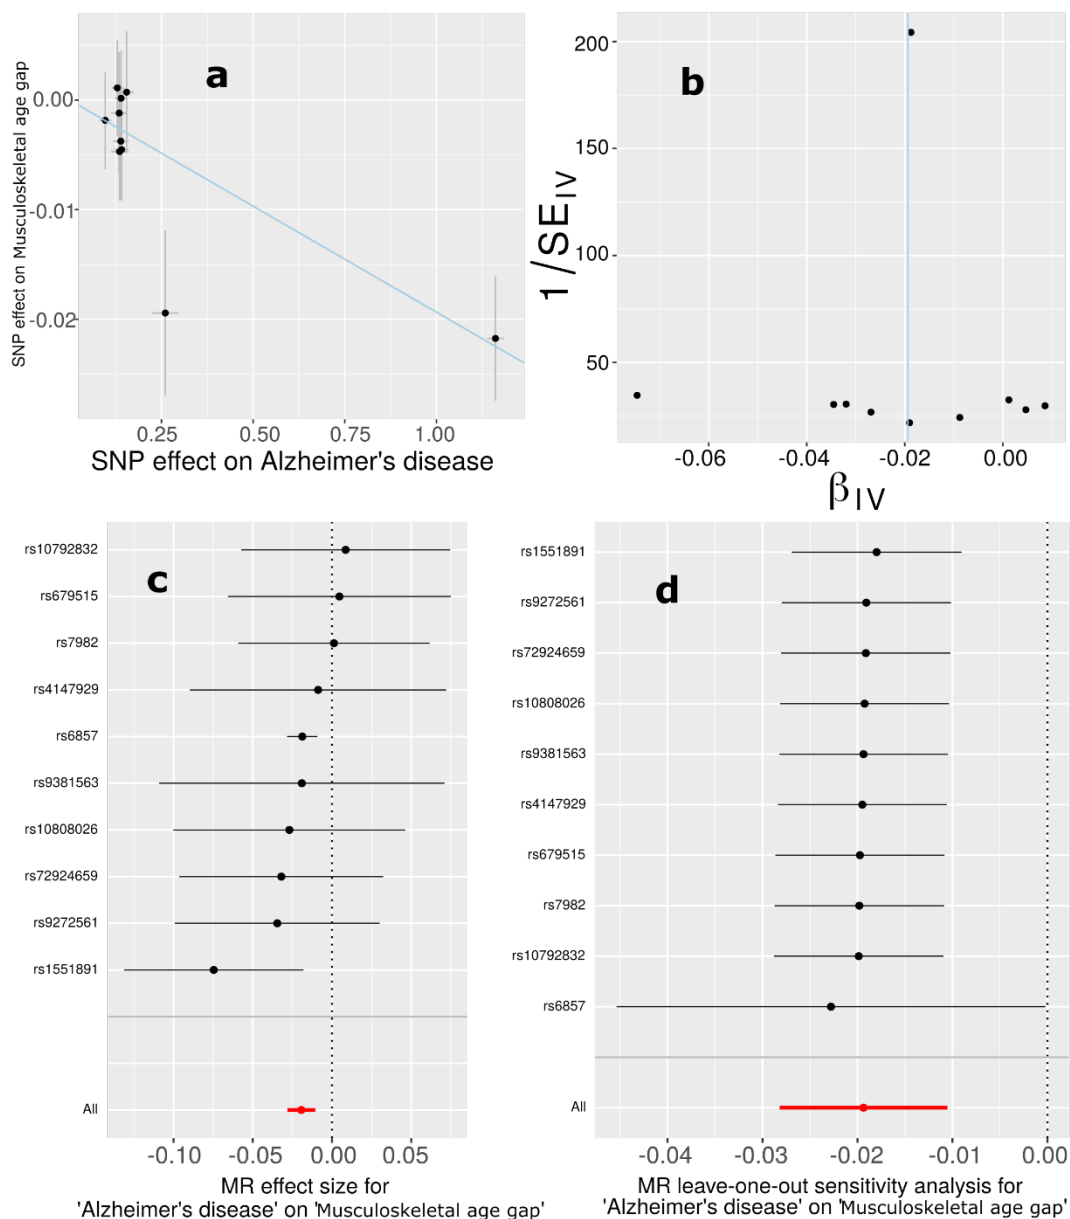 a
SNP effect on Musculoskeletal age gap
0.00
-0.01
-0.02
0.25 0.50 0.75 1.00
SNP effect on Alzheimer's disease
b
1/SE_IV
200
150
100
50
-0.06 -0.04 -0.02 0.00
β_IV
c
rs10792832
rs679515
rs7982
rs4147929
rs6857
rs9381563
rs10808026
rs72924659
rs9272561
rs1551891
All
-0.10 -0.05 0.00 0.05
MR effect size for
'Alzheimer's disease' on 'Musculoskeletal age gap'
d
rs1551891
rs9272561
rs72924659
rs10808026
rs9381563
rs4147929
rs679515
rs7982
rs10792832
rs6857
All
-0.04 -0.03 -0.02 -0.01 0.00
MR leave-one-out sensitivity analysis for
'Alzheimer's disease' on 'Musculoskeletal age gap'